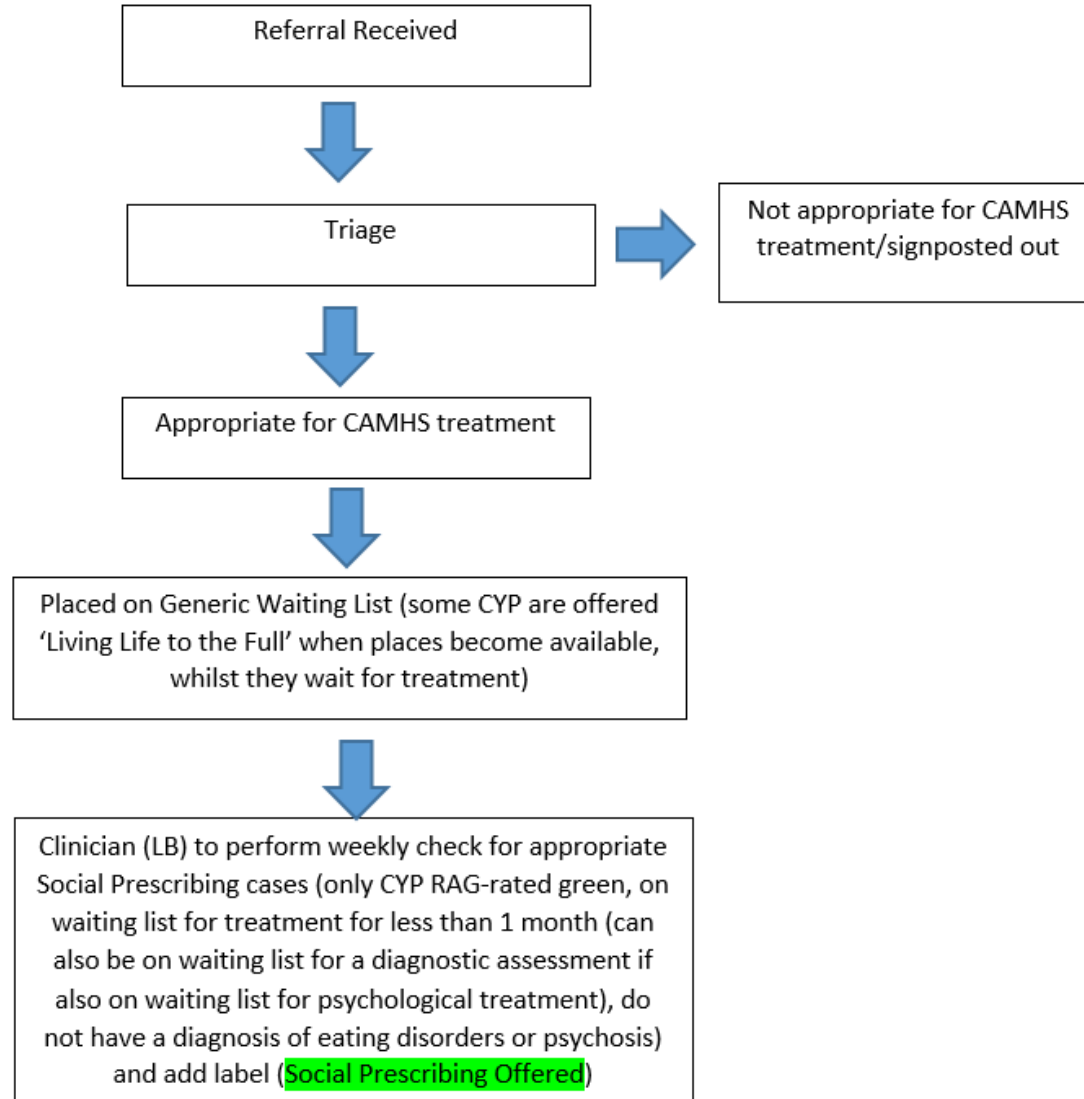 Referral Received
Triage
Not appropriate for CAMHS
treatment/signposted out
Appropriate for CAMHS treatment
Placed on Generic Waiting List (some CYP are offered
‘Living Life to the Full’ when places become available,
whilst they wait for treatment)
Clinician (LB) to perform weekly check for appropriate
Social Prescribing cases (only CYP RAG-rated green, on
waiting list for treatment for less than 1 month (can
also be on waiting list for a diagnostic assessment if
also on waiting list for psychological treatment), do
not have a diagnosis of eating disorders or psychosis)
and add label (Social Prescribing Offered)